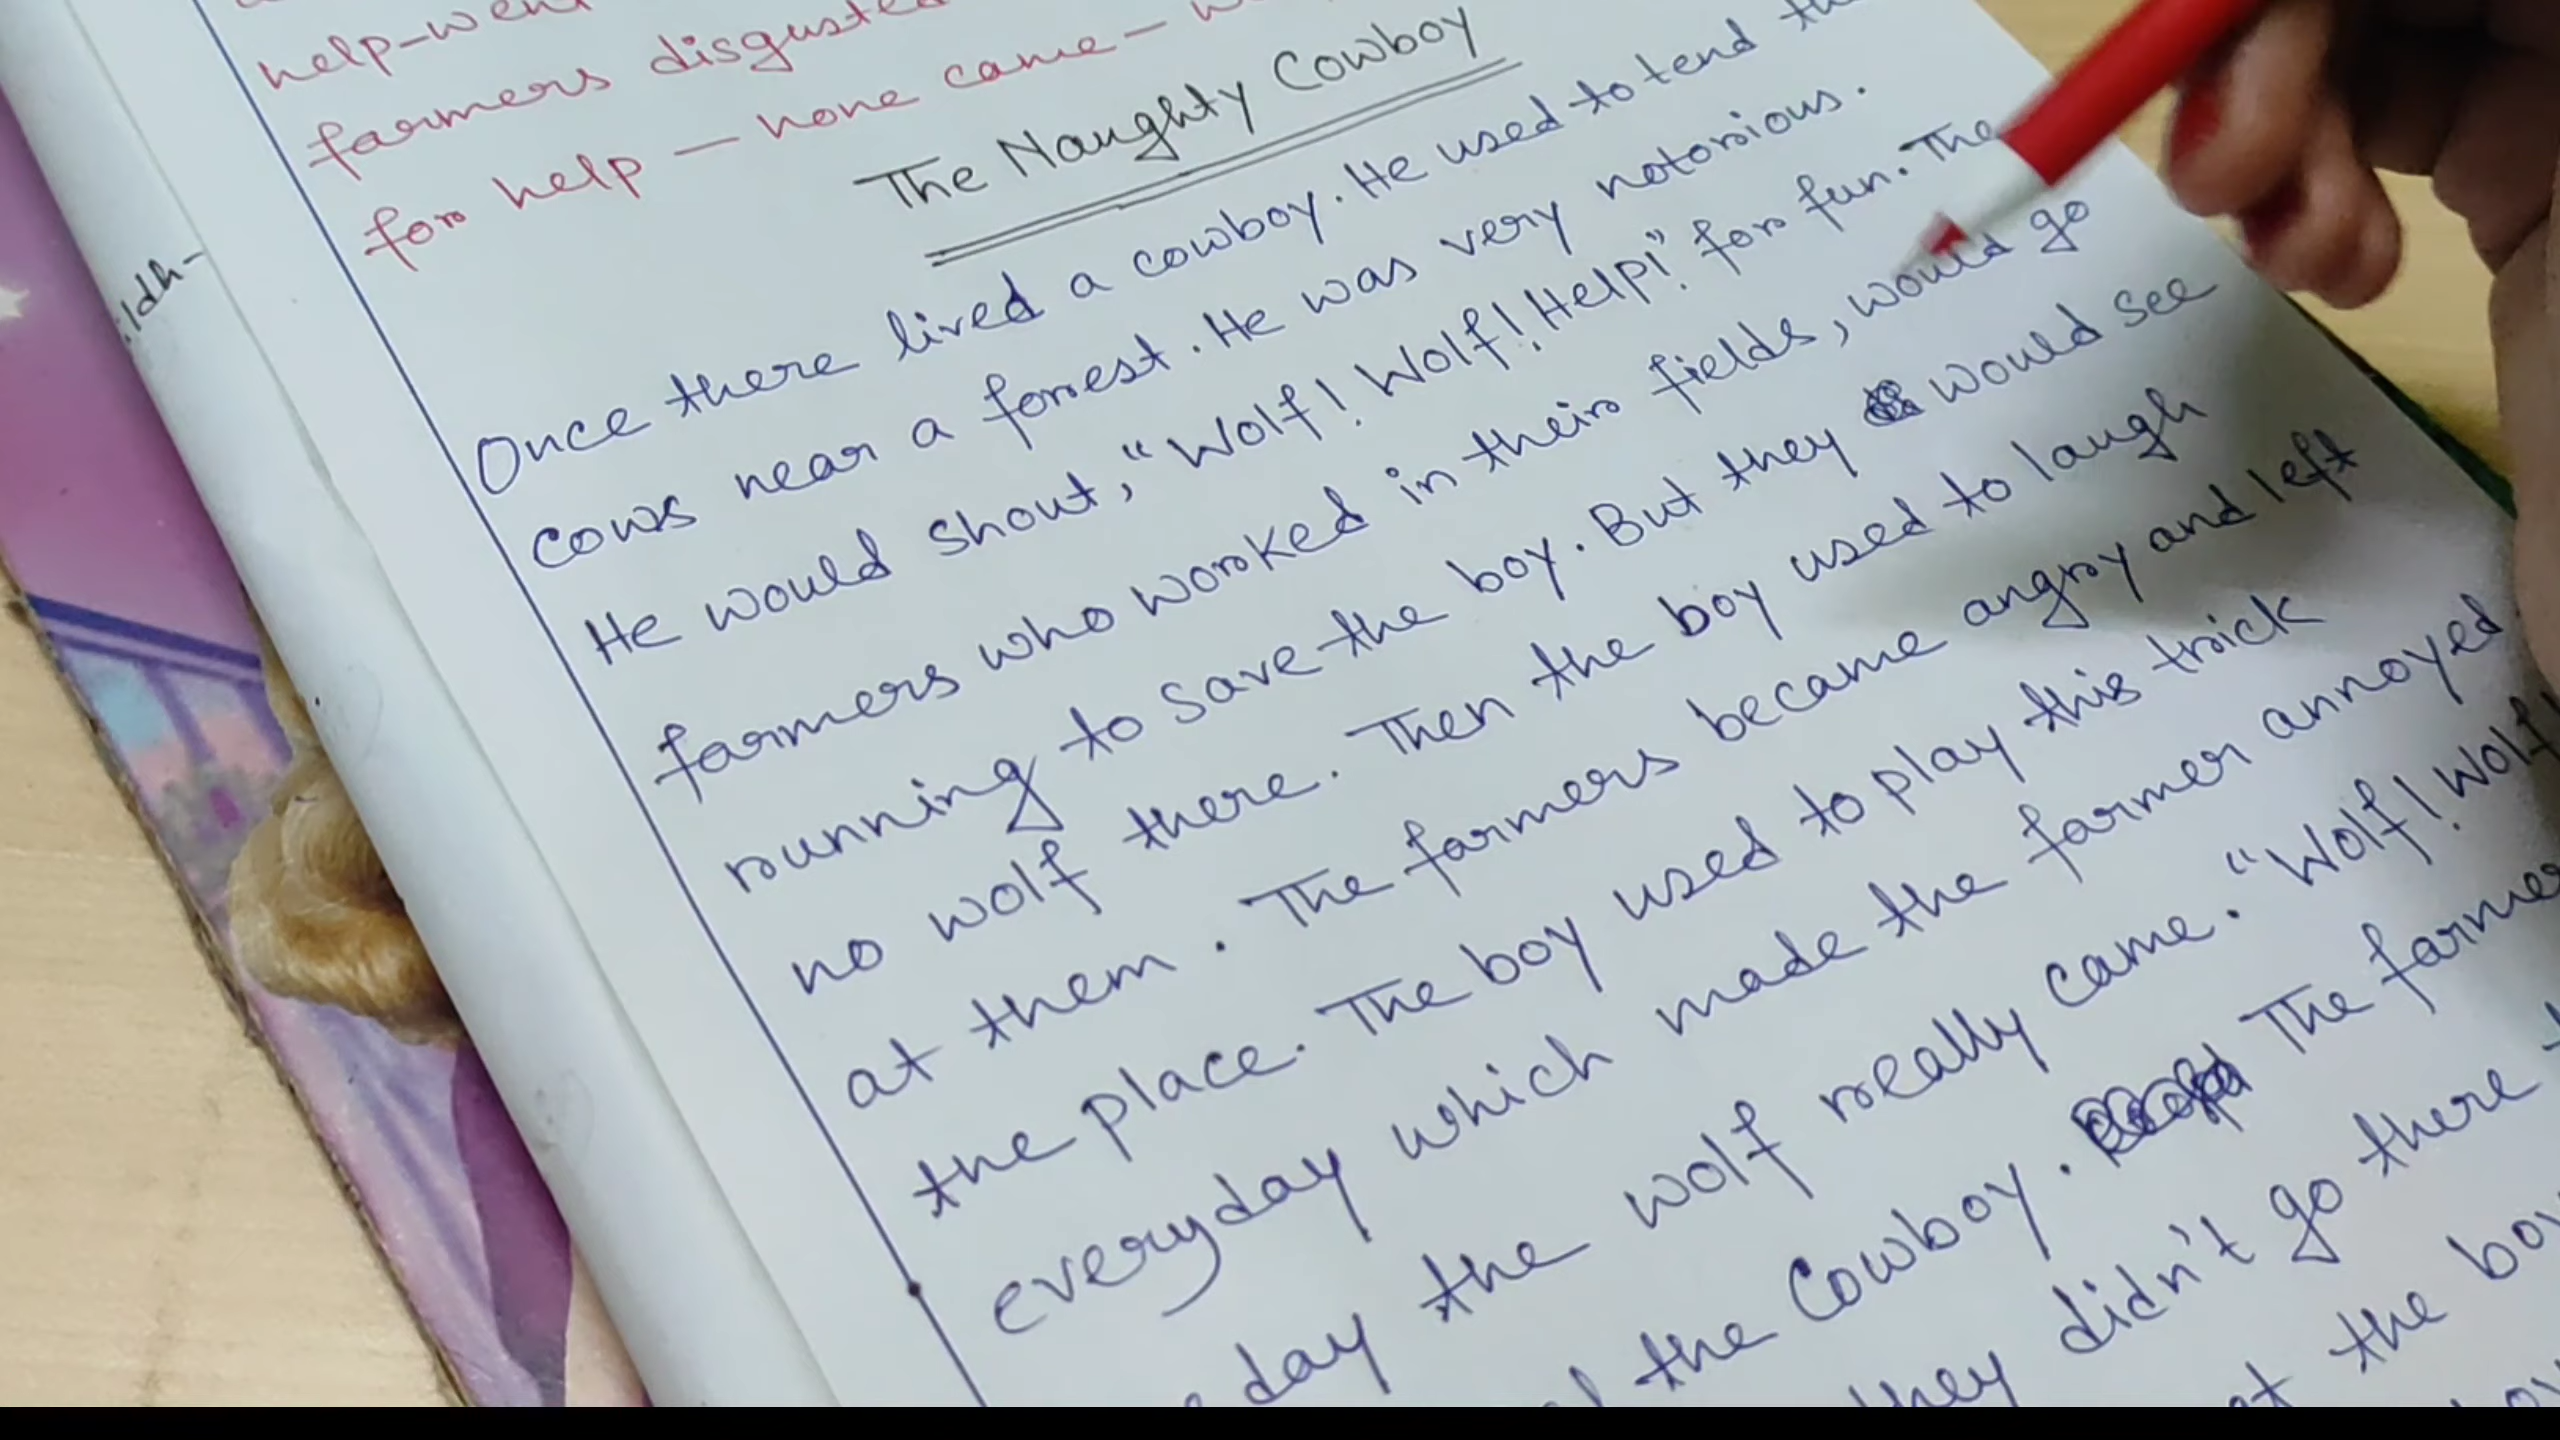 help-went
farmers disgusted
for help - none came -
ildh-
The Naughty Cowboy
Once there lived a cowboy. He used to tend the
cows near a forest. He was very notorious.
He would shout, "Wolf! Wolf! Help!" for fun. The
farmers who worked in their fields, would go
running to save the boy. But they would see
no wolf there. Then the boy used to laugh
at them. The farmers became angry and left
the place. The boy used to play this trick
everyday which made the farmer annoyed
day the wolf really came. "Wolf! Wolf!
the Cowboy. The farmer
they didn't go there
at the boy